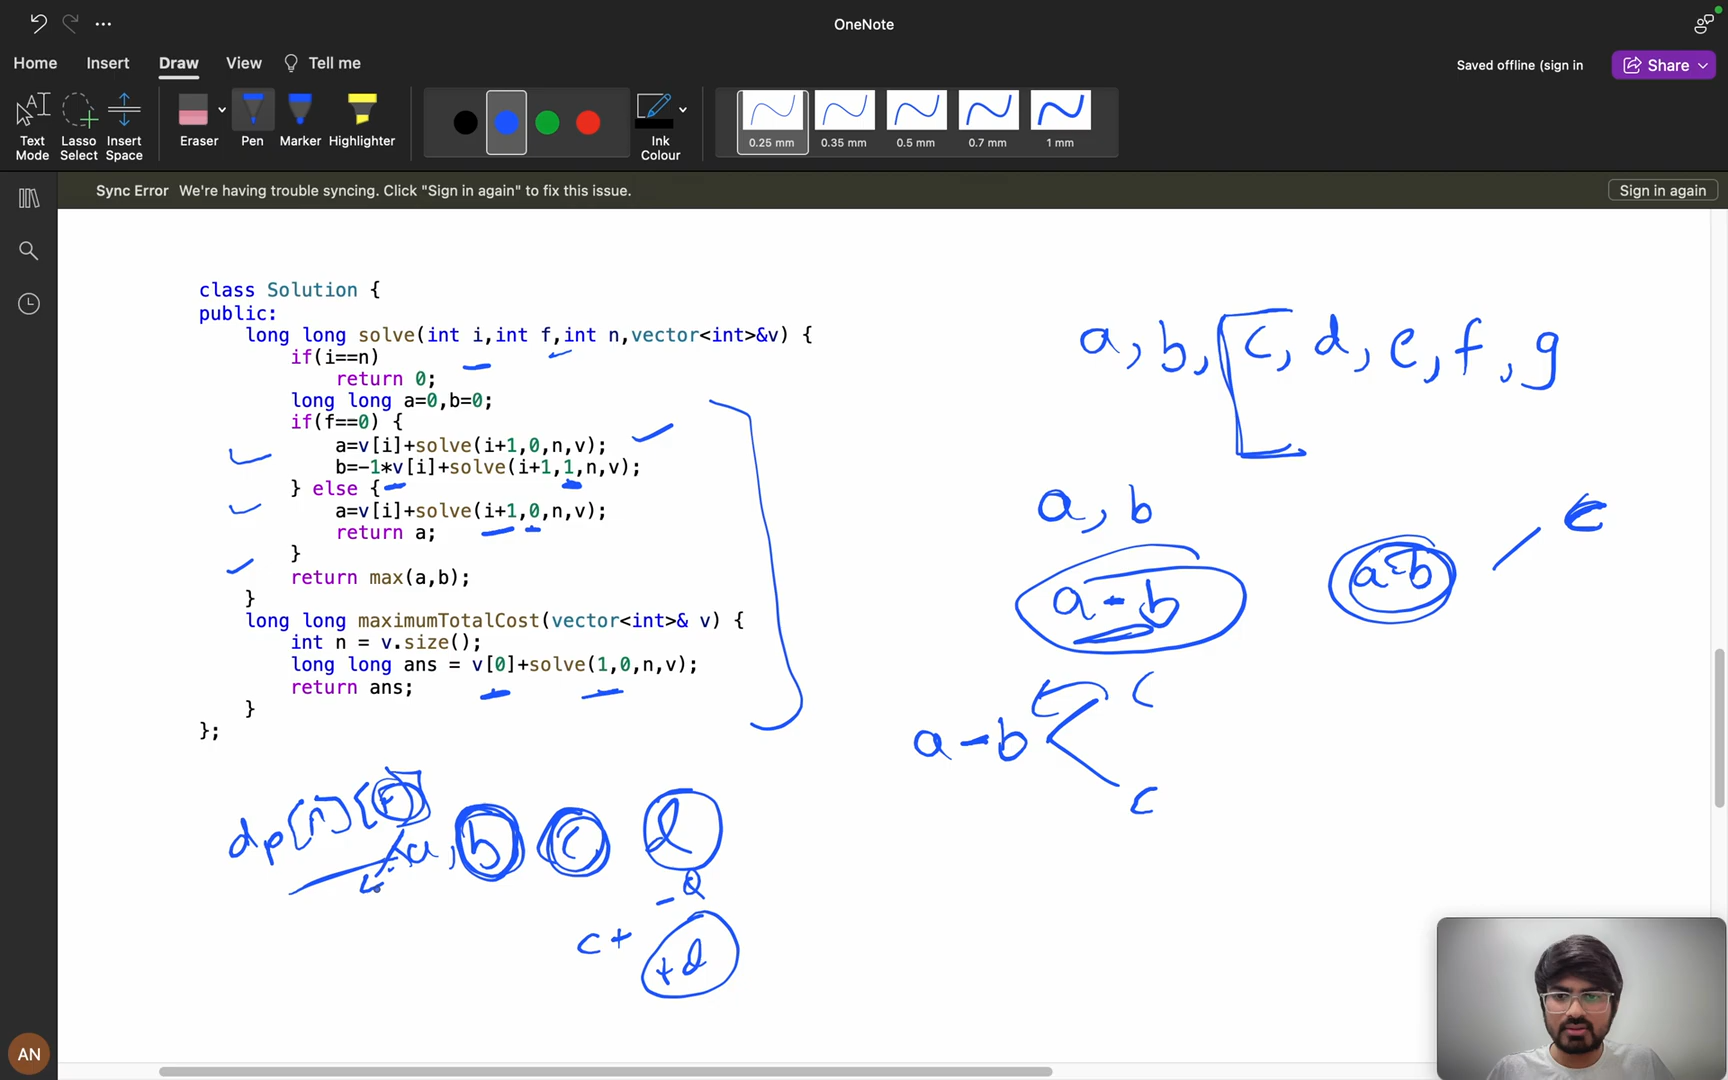 OneNote
Home Insert Draw View Tell me
Saved offline (sign in
Share
Text Mode
Lasso Select
Insert Space
Eraser
Pen
Marker
Highlighter
Ink Colour
0.25 mm
0.35 mm
0.5 mm
0.7 mm
1 mm
Sync Error We're having trouble syncing. Click "Sign in again" to fix this issue.
Sign in again
class Solution {
public:
long long solve(int i,int f,int n,vector<int>&v) {
if(i==n)
return 0;
long long a=0,b=0;
if(f==0) {
a=v[i]+solve(i+1,0,n,v);
b=-1*v[i]+solve(i+1,1,n,v);
} else {
a=v[i]+solve(i+1,0,n,v);
return a;
}
return max(a,b);
}
long long maximumTotalCost(vector<int>& v) {
int n = v.size();
long long ans = v[0]+solve(1,0,n,v);
return ans;
}
};
a, b, c, d, e, f, g
a, b
a-b
a-b
c
a-b
c
c
dp[n]
a, b c d
c+
+d
AN